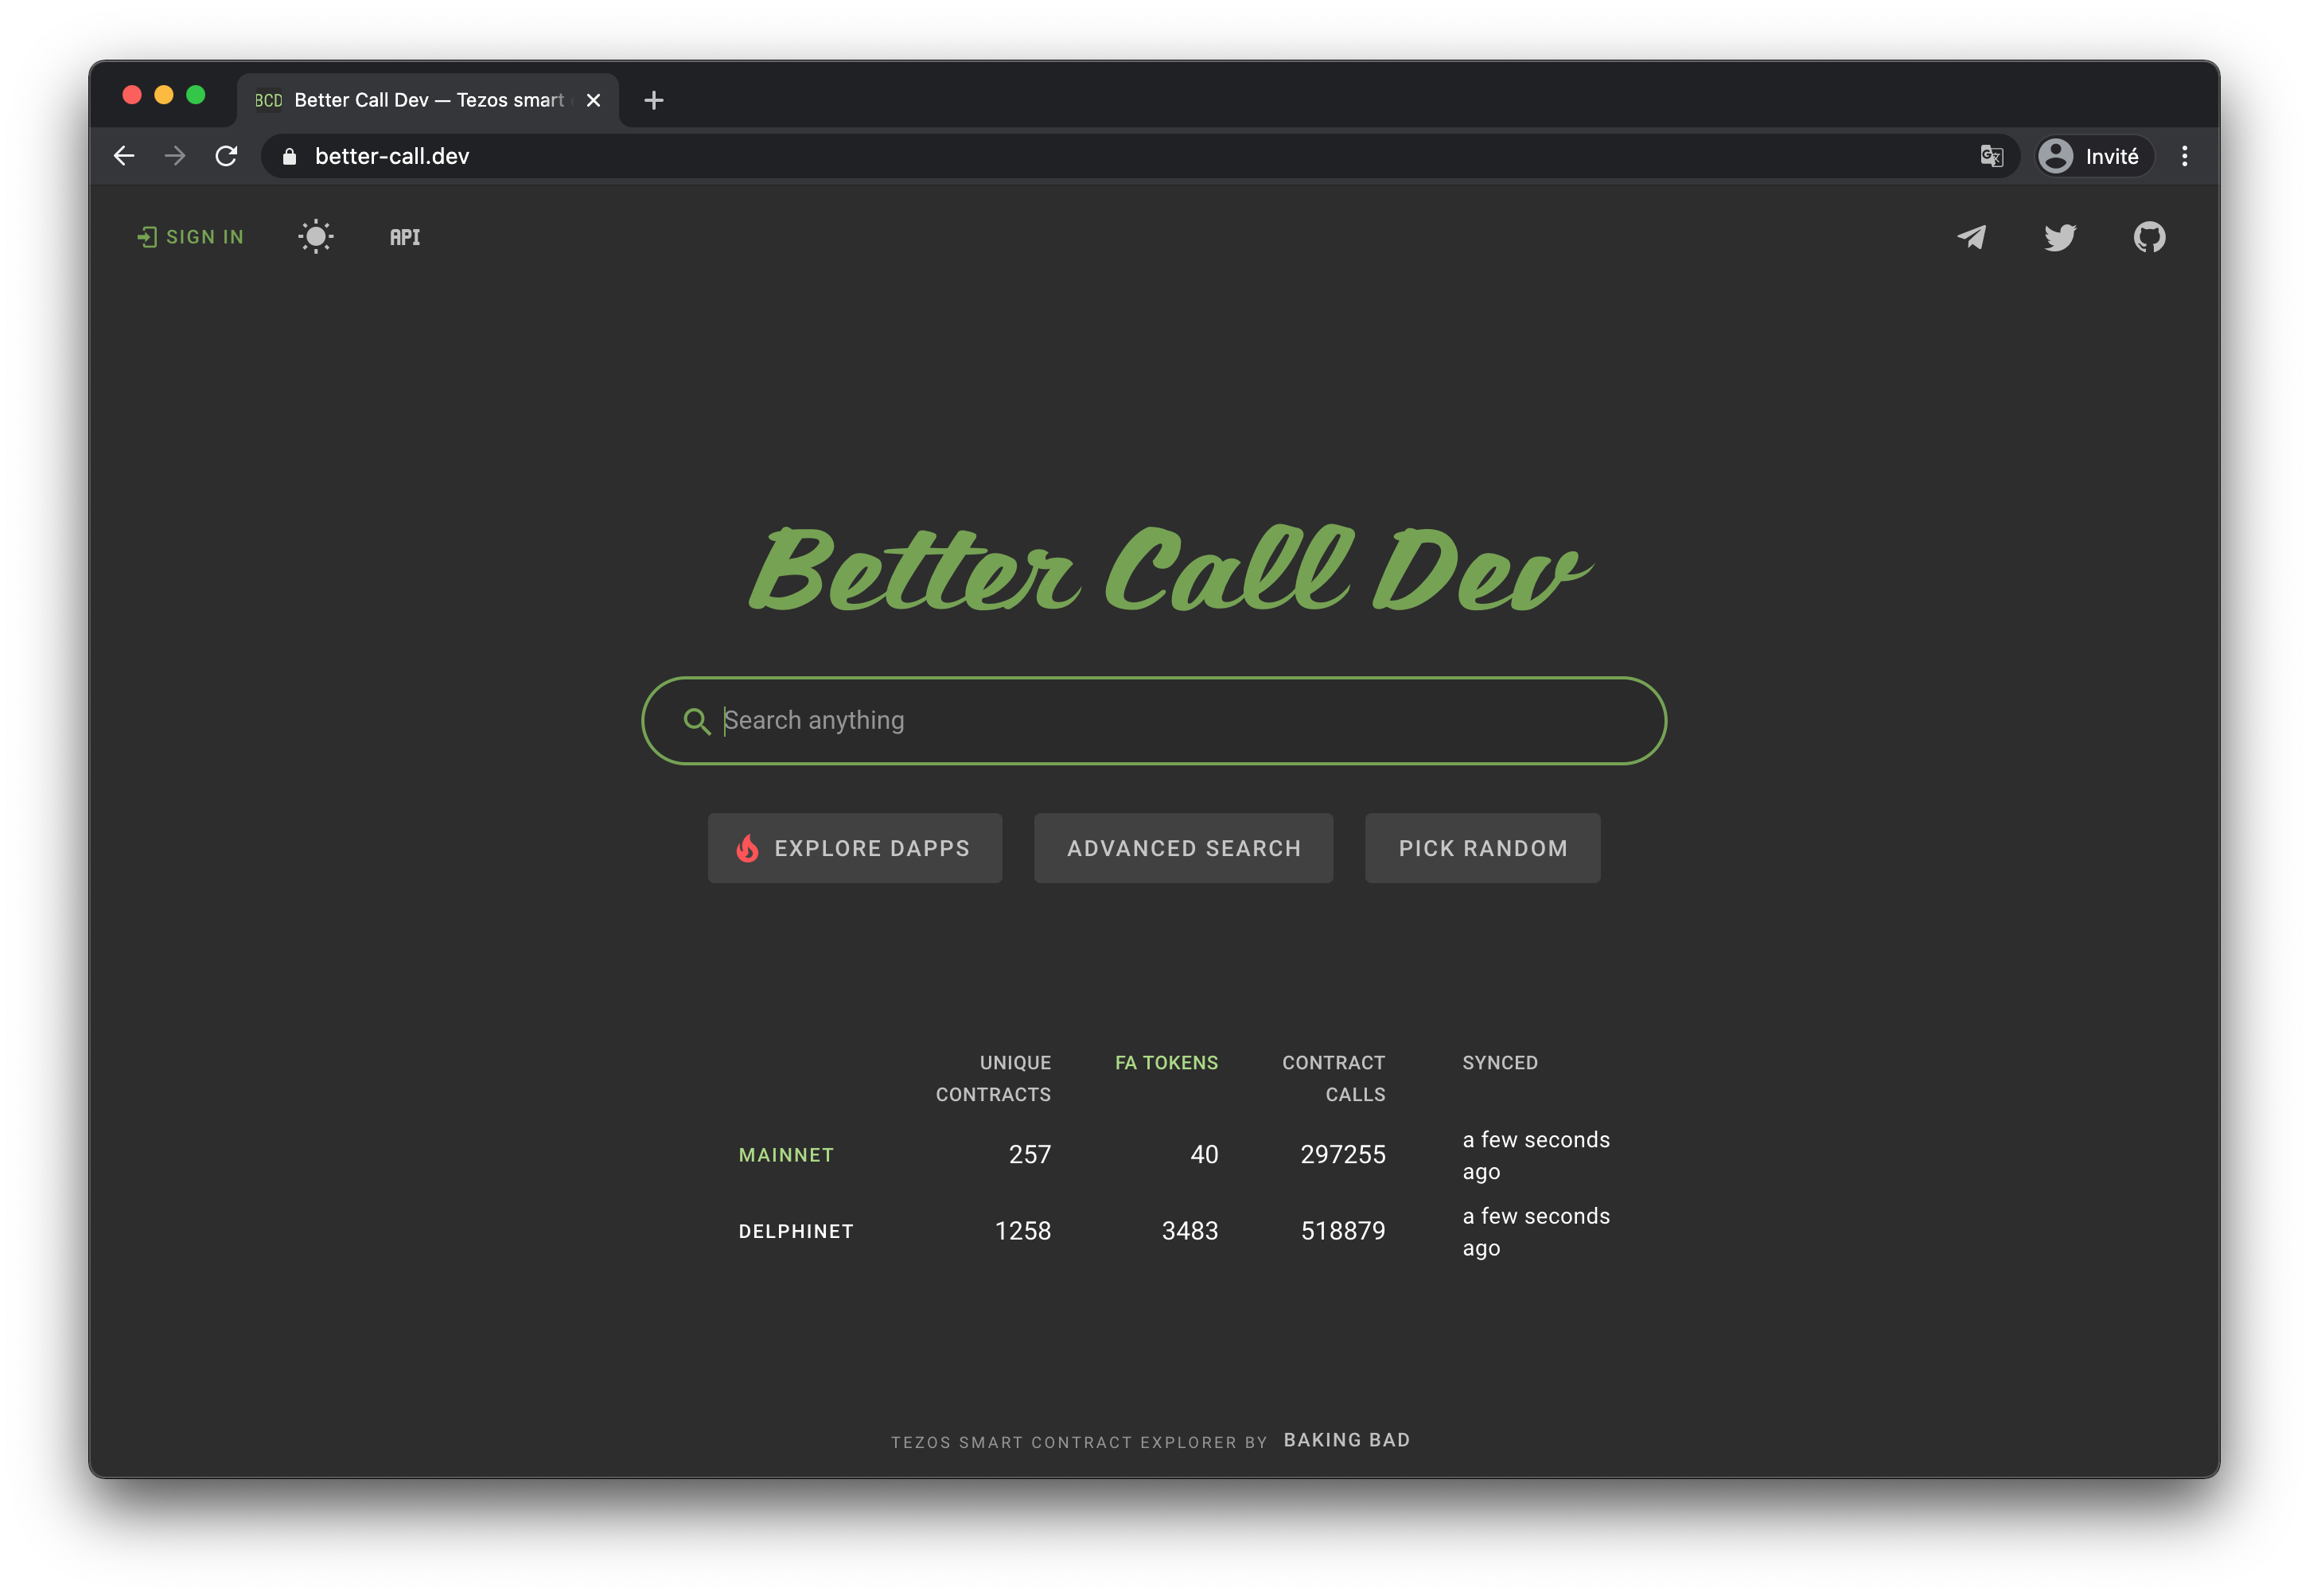 BCD Better Call Dev — Tezos smart
better-call.dev Invité
SIGN IN API
Better Call Dev
Search anything
EXPLORE DAPPS ADVANCED SEARCH PICK RANDOM
UNIQUE FA TOKENS CONTRACT SYNCED
CONTRACTS CALLS
MAINNET 257 40 297255 a few seconds
ago
DELPHINET 1258 3483 518879 a few seconds
ago
TEZOS SMART CONTRACT EXPLORER BY BAKING BAD